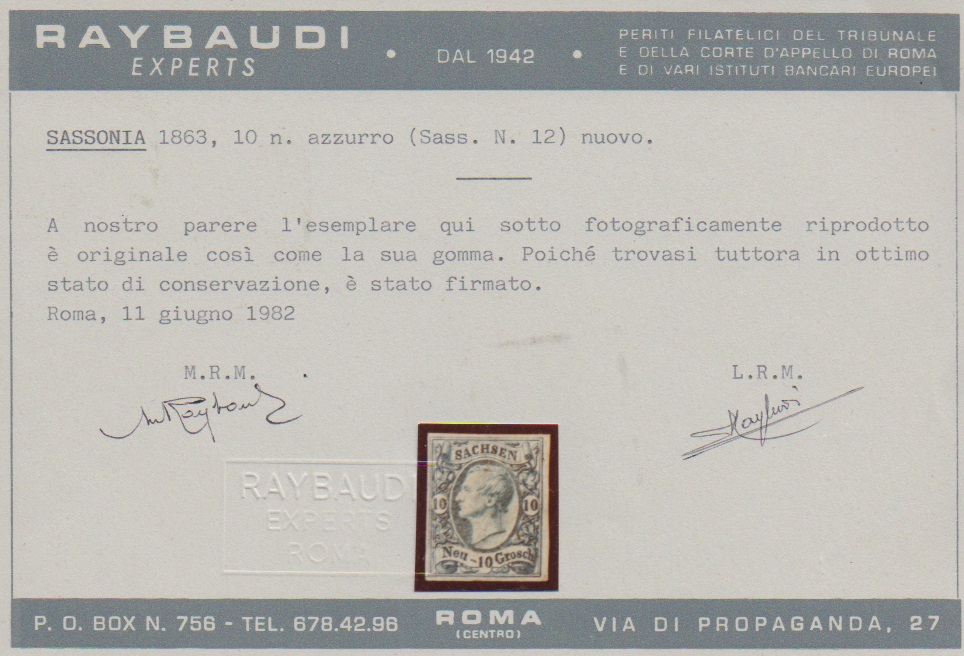 RAYBAUDI
EXPERTS
• DAL 1942 •
PERITI FILATELICI DEL TRIBUNALE
E DELLA CORTE D'APPELLO DI ROMA
E DI VARI ISTITUTI BANCARI EUROPEI
SASSONIA 1863, 10 n. azzurro (Sass. N. 12) nuovo.
A nostro parere l'esemplare qui sotto fotograficamente riprodotto
è originale così come la sua gomma. Poiché trovasi tuttora in ottimo
stato di conservazione, è stato firmato.
Roma, 11 giugno 1982
M.R.M.
L.R.M.
RAYBAUDI
EXPERTS
ROMA
SACHSEN
10
10
Neu-10 Grosch
P. O. BOX N. 756 - TEL. 678.42.96
ROMA
(CENTRO)
VIA DI PROPAGANDA, 27